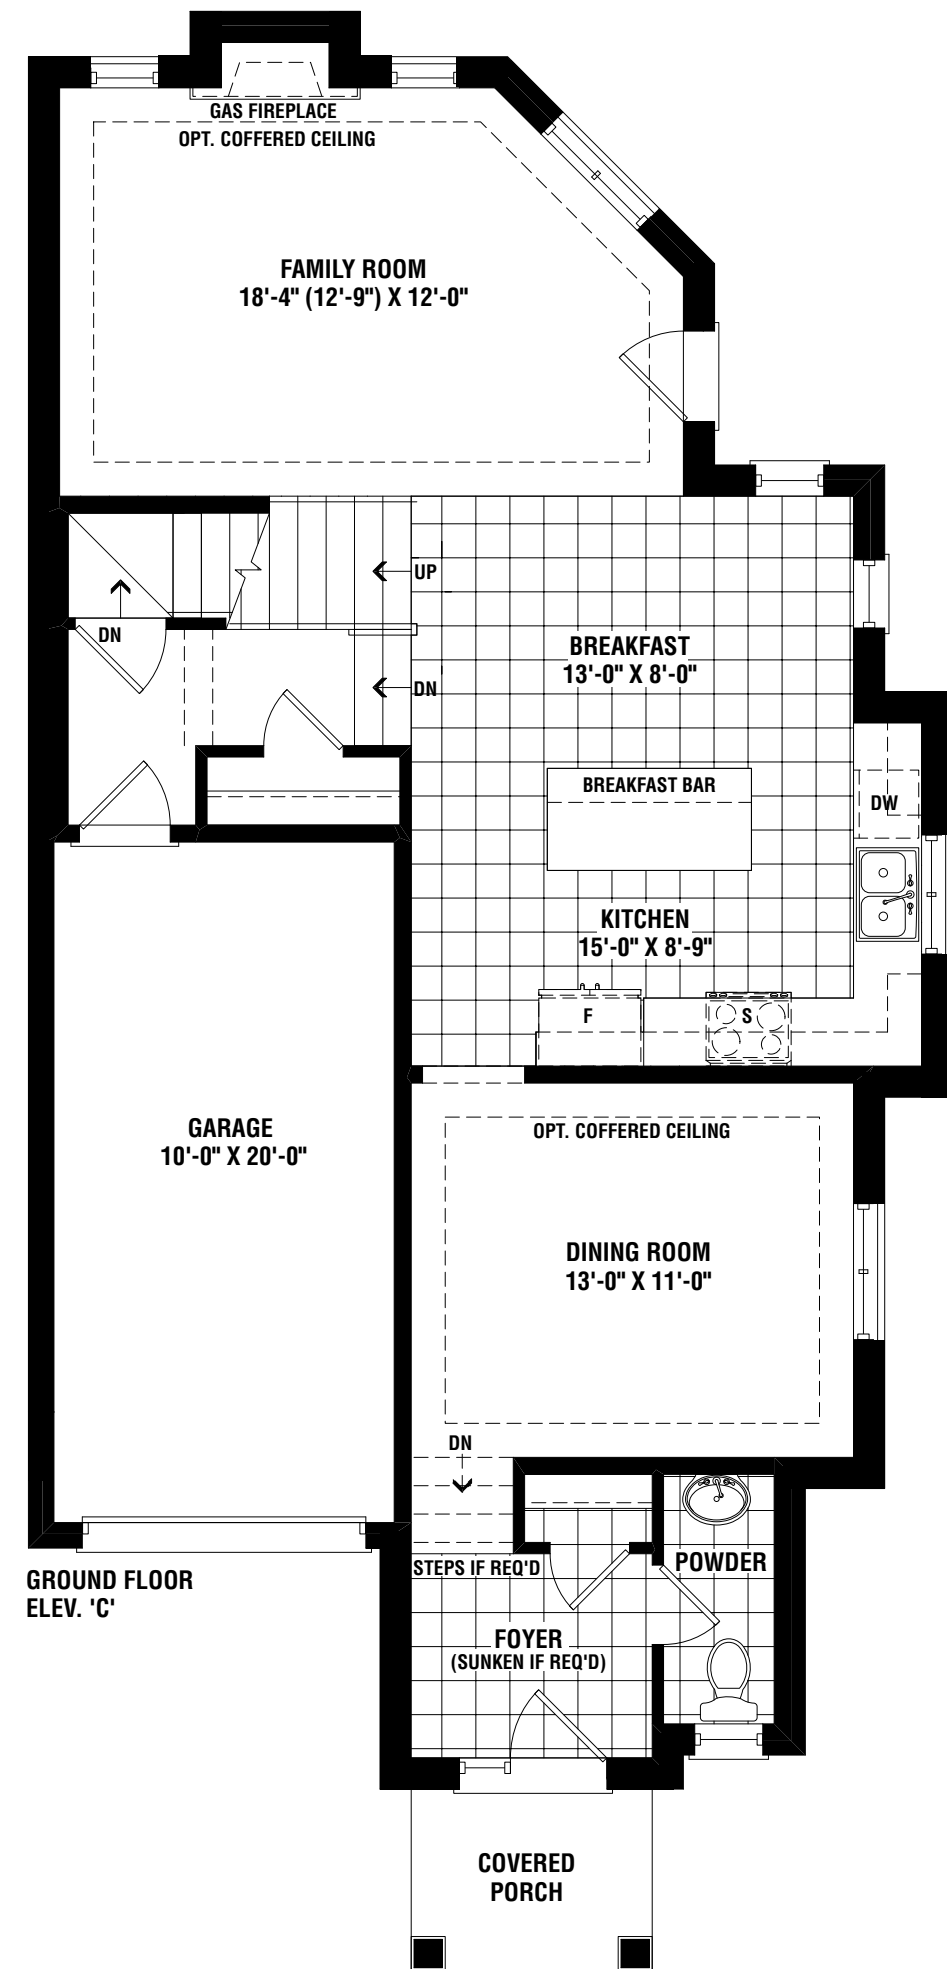 GAS FIREPLACE
OPT. COFFERED CEILING
FAMILY ROOM
18'-4" (12'-9") X 12'-0"
UP
DN
DN
BREAKFAST
13'-0" X 8'-0"
BREAKFAST BAR
DW
KITCHEN
15'-0" X 8'-9"
F
S
GARAGE
10'-0" X 20'-0"
OPT. COFFERED CEILING
DINING ROOM
13'-0" X 11'-0"
DN
STEPS IF REQ'D
POWDER
GROUND FLOOR
ELEV. 'C'
FOYER
(SUNKEN IF REQ'D)
COVERED
PORCH